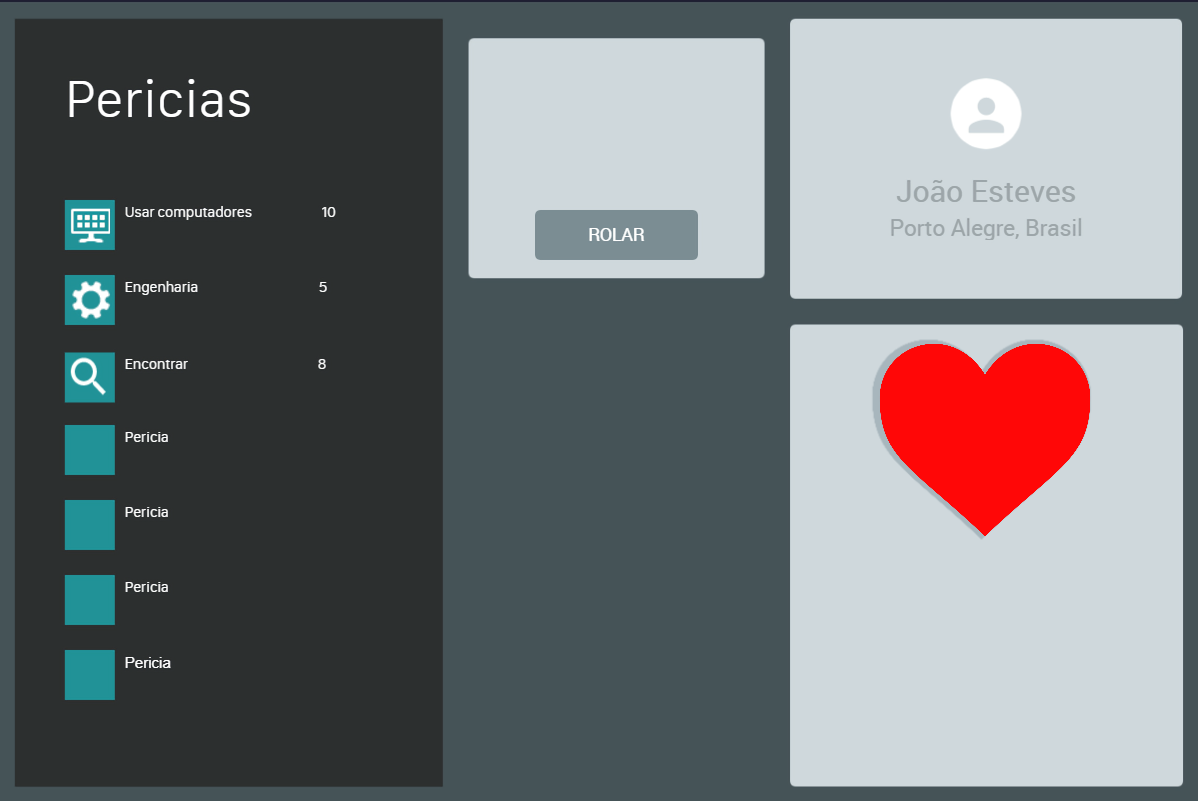 Pericias
Usar computadores 10
Engenharia 5
Encontrar 8
Pericia
Pericia
Pericia
Pericia
ROLAR
João Esteves
Porto Alegre, Brasil